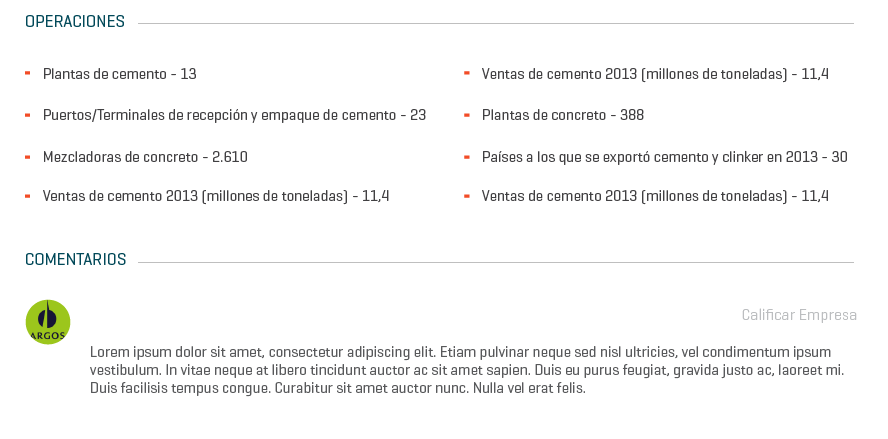 OPERACIONES
Plantas de cemento - 13
Puertos/Terminales de recepción y empaque de cemento - 23
Mezcladoras de concreto - 2.610
Ventas de cemento 2013 (millones de toneladas) - 11,4
Ventas de cemento 2013 (millones de toneladas) - 11,4
Plantas de concreto - 388
Países a los que se exportó cemento y clinker en 2013 - 30
Ventas de cemento 2013 (millones de toneladas) - 11,4
COMENTARIOS
ARGOS
Calificar Empresa
Lorem ipsum dolor sit amet, consectetur adipiscing elit. Etiam pulvinar neque sed nisl ultricies, vel condimentum ipsum
vestibulum. In vitae neque at libero tincidunt auctor ac sit amet sapien. Duis eu purus feugiat, gravida justo ac, laoreet mi.
Duis facilisis tempus congue. Curabitur sit amet auctor nunc. Nulla vel erat felis.